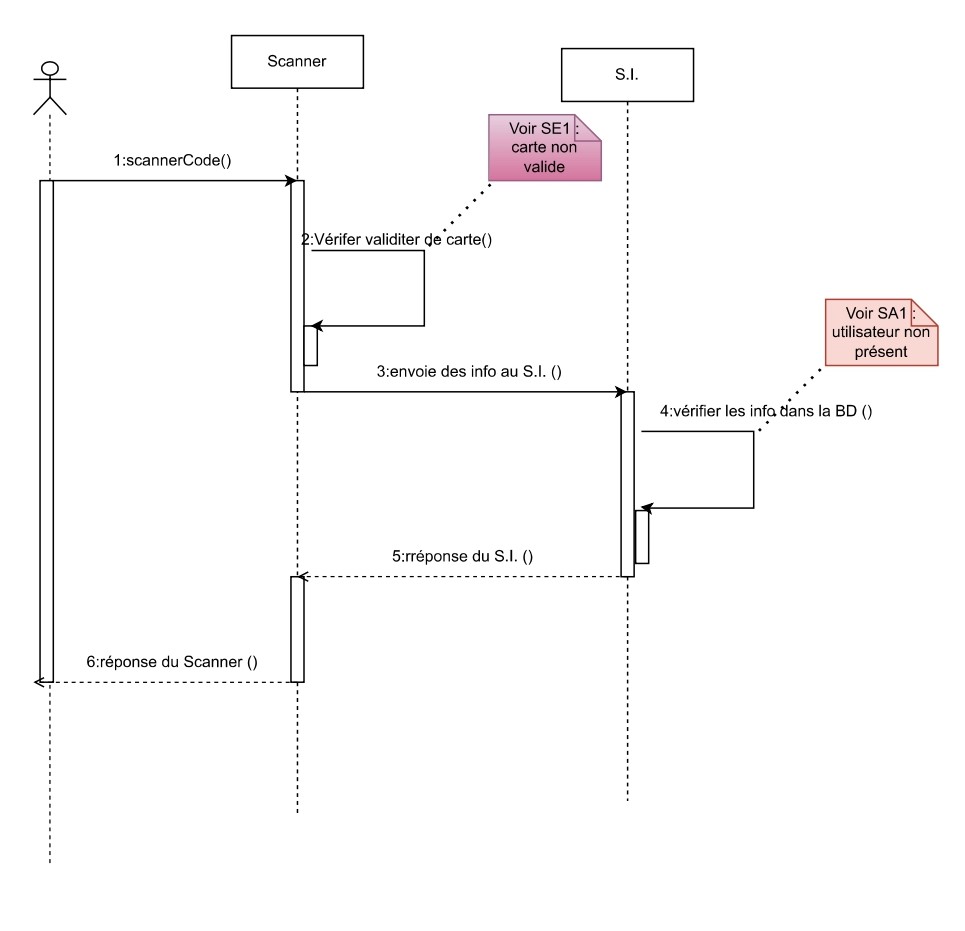 Scanner
S.I.
Voir SE1 :
carte non
valide
1:scannerCode()
2:Vérifer validiter de carte()
Voir SA1 :
utilisateur non
présent
3:envoie des info au S.I. ()
4:vérifier les info dans la BD ()
5:rréponse du S.I. ()
6:réponse du Scanner ()